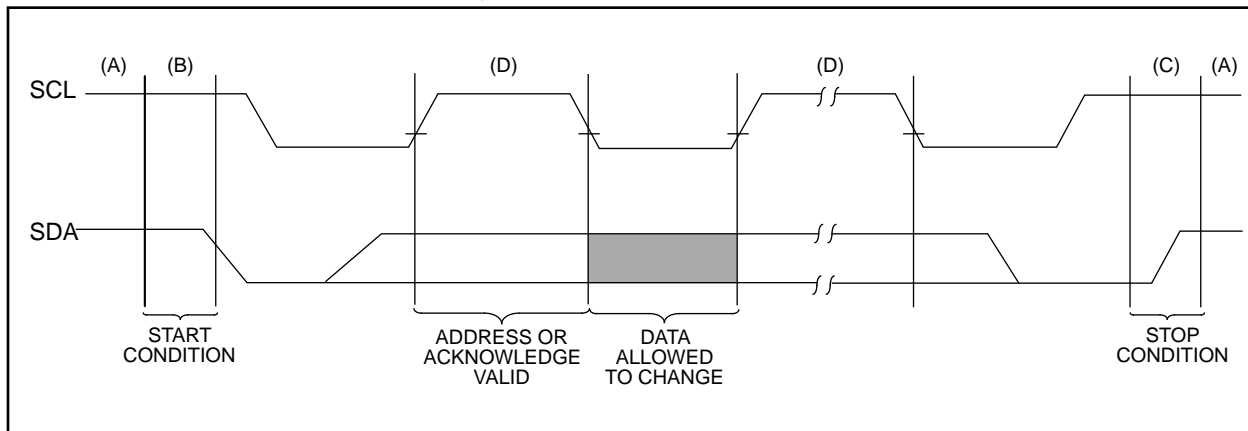 (A) (B) (D) (D) (C) (A)
SCL
SDA
START
CONDITION
ADDRESS OR
ACKNOWLEDGE
VALID
DATA
ALLOWED
TO CHANGE
STOP
CONDITION